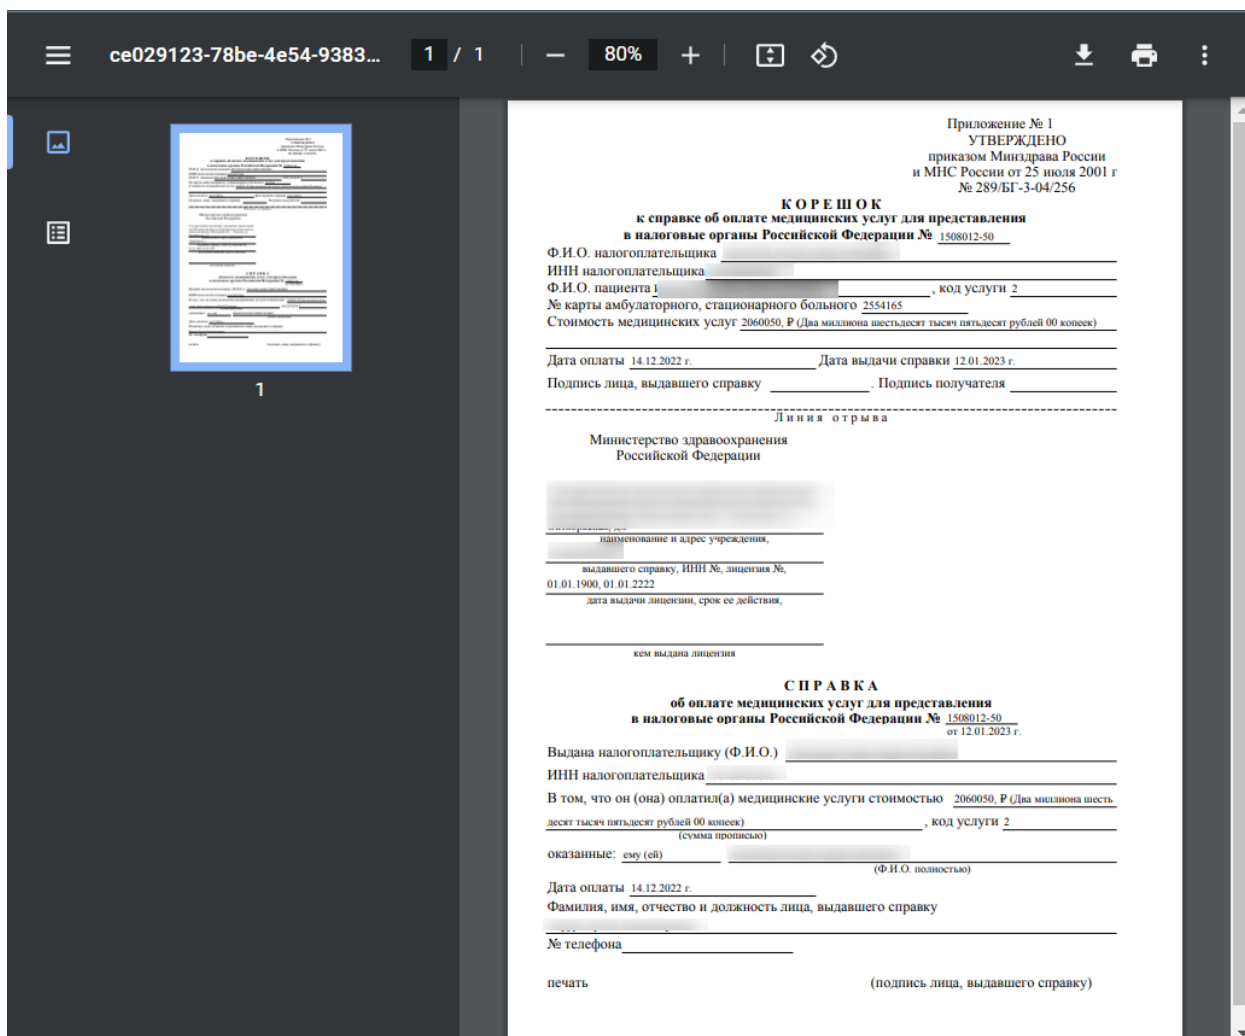 ce029123-78be-4e54-9383...
1 / 1
80%
1
Приложение № 1
УТВЕРЖДЕНО
приказом Минздрава России
и МНС России от 25 июля 2001 г
№ 289/БГ-3-04/256
К О Р Е Ш О К
к справке об оплате медицинских услуг для представления
в налоговые органы Российской Федерации № 1508012-50
Ф.И.О. налогоплательщика
ИНН налогоплательщика
Ф.И.О. пациента , код услуги 2
№ карты амбулаторного, стационарного больного 2554165
Стоимость медицинских услуг 2060050, ₽ (Два миллиона шестьдесят тысяч пятьдесят рублей 00 копеек)
Дата оплаты 14.12.2022 г. Дата выдачи справки 12.01.2023 г.
Подпись лица, выдавшего справку . Подпись получателя
Л и н и я о т р ы в а
Министерство здравоохранения
Российской Федерации
наименование и адрес учреждения,
выдавшего справку, ИНН №, лицензия №,
01.01.1900, 01.01.2222
дата выдачи лицензии, срок ее действия,
кем выдана лицензия
С П Р А В К А
об оплате медицинских услуг для представления
в налоговые органы Российской Федерации № 1508012-50
от 12.01.2023 г.
Выдана налогоплательщику (Ф.И.О.)
ИНН налогоплательщика
В том, что он (она) оплатил(а) медицинские услуги стоимостью 2060050, ₽ (Два миллиона шесть
десят тысяч пятьдесят рублей 00 копеек) , код услуги 2
(сумма прописью)
оказанные: ему (ей)
(Ф.И.О. полностью)
Дата оплаты 14.12.2022 г.
Фамилия, имя, отчество и должность лица, выдавшего справку
№ телефона
печать (подпись лица, выдавшего справку)